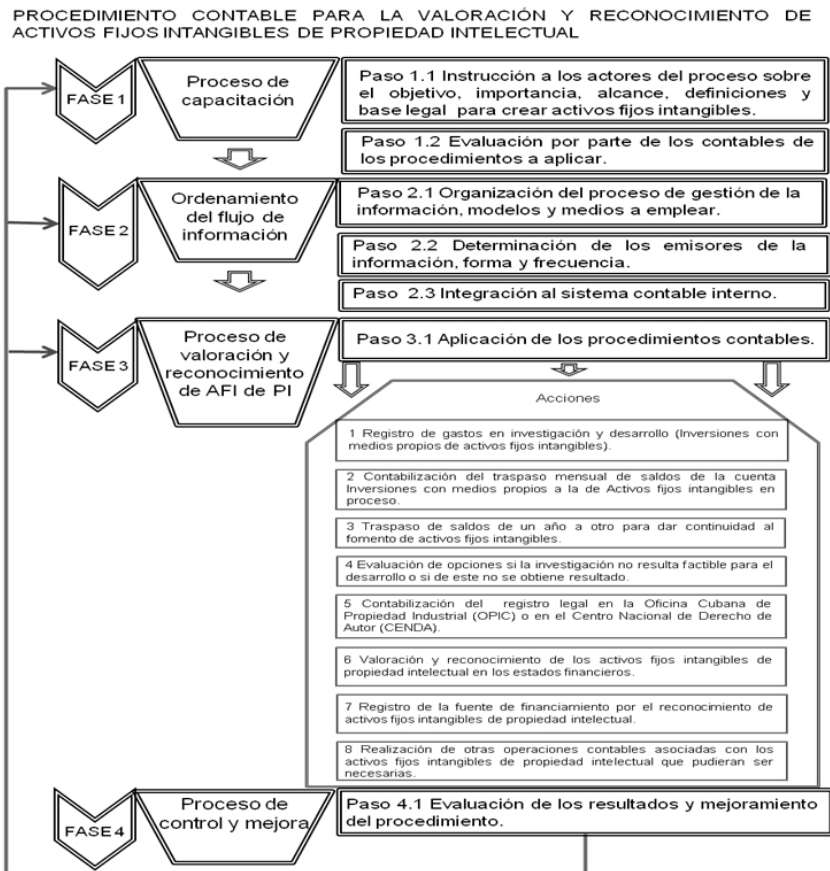 PROCEDIMIENTO CONTABLE PARA LA VALORACIÓN Y RECONOCIMIENTO DE
ACTIVOS FIJOS INTANGIBLES DE PROPIEDAD INTELECTUAL
FASE 1
Proceso de
capacitación
Paso 1.1 Instrucción a los actores del proceso sobre
el objetivo, importancia, alcance, definiciones y
base legal para crear activos fijos intangibles.
Paso 1.2 Evaluación por parte de los contables de
los procedimientos a aplicar.
FASE 2
Ordenamiento
del flujo de
información
Paso 2.1 Organización del proceso de gestión de la
información, modelos y medios a emplear.
Paso 2.2 Determinación de los emisores de la
información, forma y frecuencia.
Paso 2.3 Integración al sistema contable interno.
FASE 3
Proceso de
valoración y
reconocimiento
de AFI de PI
Paso 3.1 Aplicación de los procedimientos contables.
Acciones
1 Registro de gastos en investigación y desarrollo (Inversiones con
medios propios de activos fijos intangibles).
2 Contabilización del traspaso mensual de saldos de la cuenta
Inversiones con medios propios a la de Activos fijos intangibles en
proceso.
3 Traspaso de saldos de un año a otro para dar continuidad al
fomento de activos fijos intangibles.
4 Evaluación de opciones si la investigación no resulta factible para el
desarrollo o si de este no se obtiene resultado.
5 Contabilización del registro legal en la Oficina Cubana de
Propiedad Industrial (OPIC) o en el Centro Nacional de Derecho de
Autor (CENDA).
6 Valoración y reconocimiento de los activos fijos intangibles de
propiedad intelectual en los estados financieros.
7 Registro de la fuente de financiamiento por el reconocimiento de
activos fijos intangibles de propiedad intelectual.
8 Realización de otras operaciones contables asociadas con los
activos fijos intangibles de propiedad intelectual que pudieran ser
necesarias.
FASE 4
Proceso de
control y mejora
Paso 4.1 Evaluación de los resultados y mejoramiento
del procedimiento.